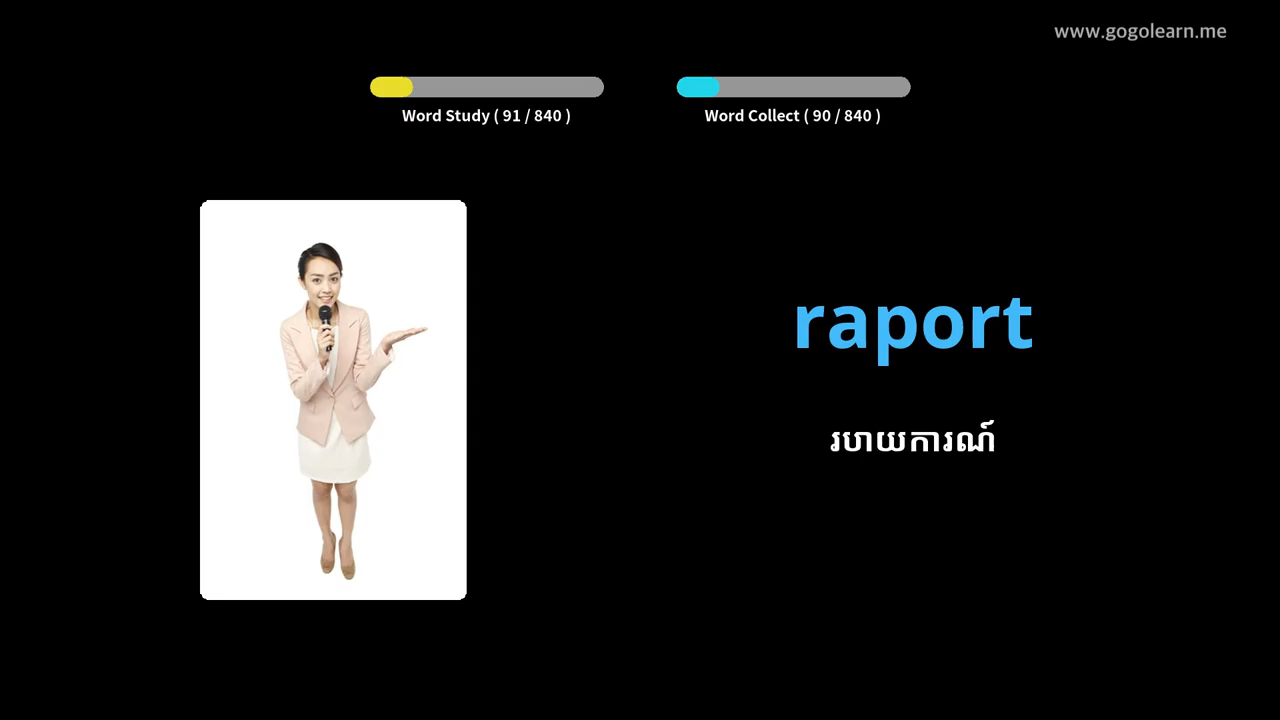 www.gogolearn.me
Word Study ( 91 / 840 )
Word Collect ( 90 / 840 )
raport
របាយការណ៍